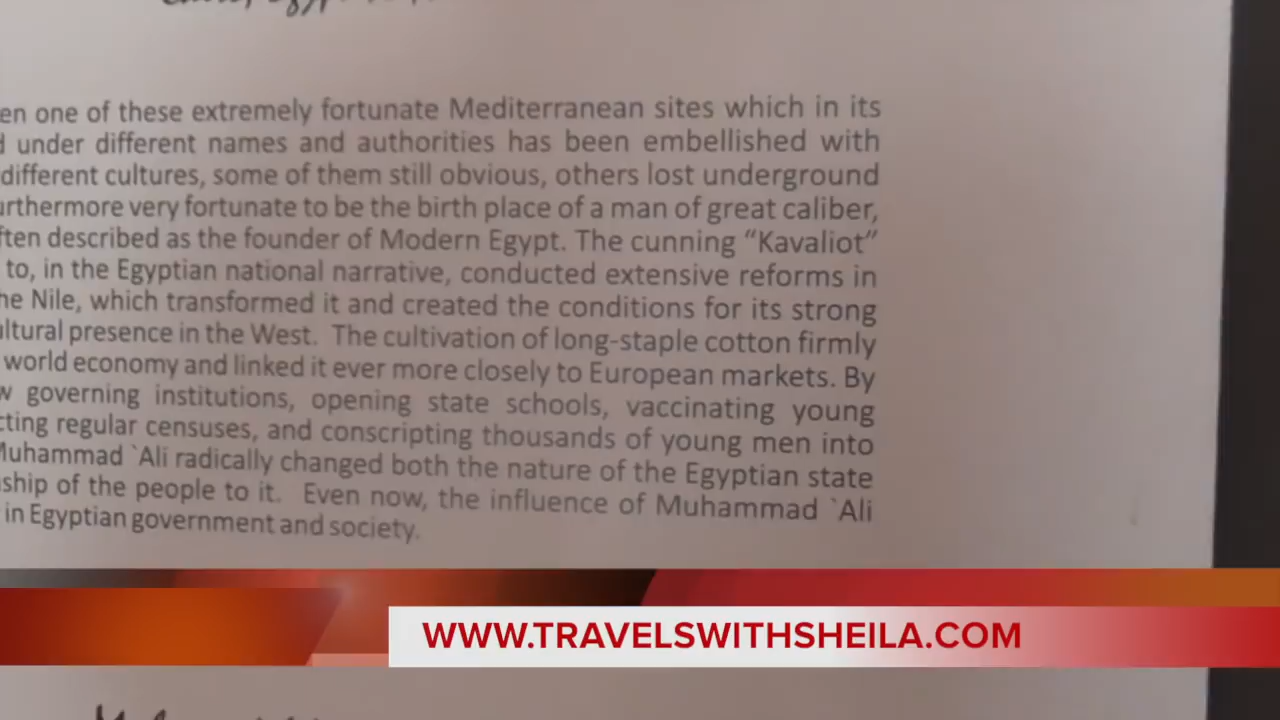 en one of these extremely fortunate Mediterranean sites which in its
under different names and authorities has been embellished with
different cultures, some of them still obvious, others lost underground
urthermore very fortunate to be the birth place of a man of great caliber,
ften described as the founder of Modern Egypt. The cunning “Kavaliot”
to, in the Egyptian national narrative, conducted extensive reforms in
he Nile, which transformed it and created the conditions for its strong
ultural presence in the West. The cultivation of long-staple cotton firmly
world economy and linked it ever more closely to European markets. By
w governing institutions, opening state schools, vaccinating young
cting regular censuses, and conscripting thousands of young men into
Muhammad `Ali radically changed both the nature of the Egyptian state
ship of the people to it. Even now, the influence of Muhammad `Ali
in Egyptian government and society.
WWW.TRAVELSWITHSHEILA.COM